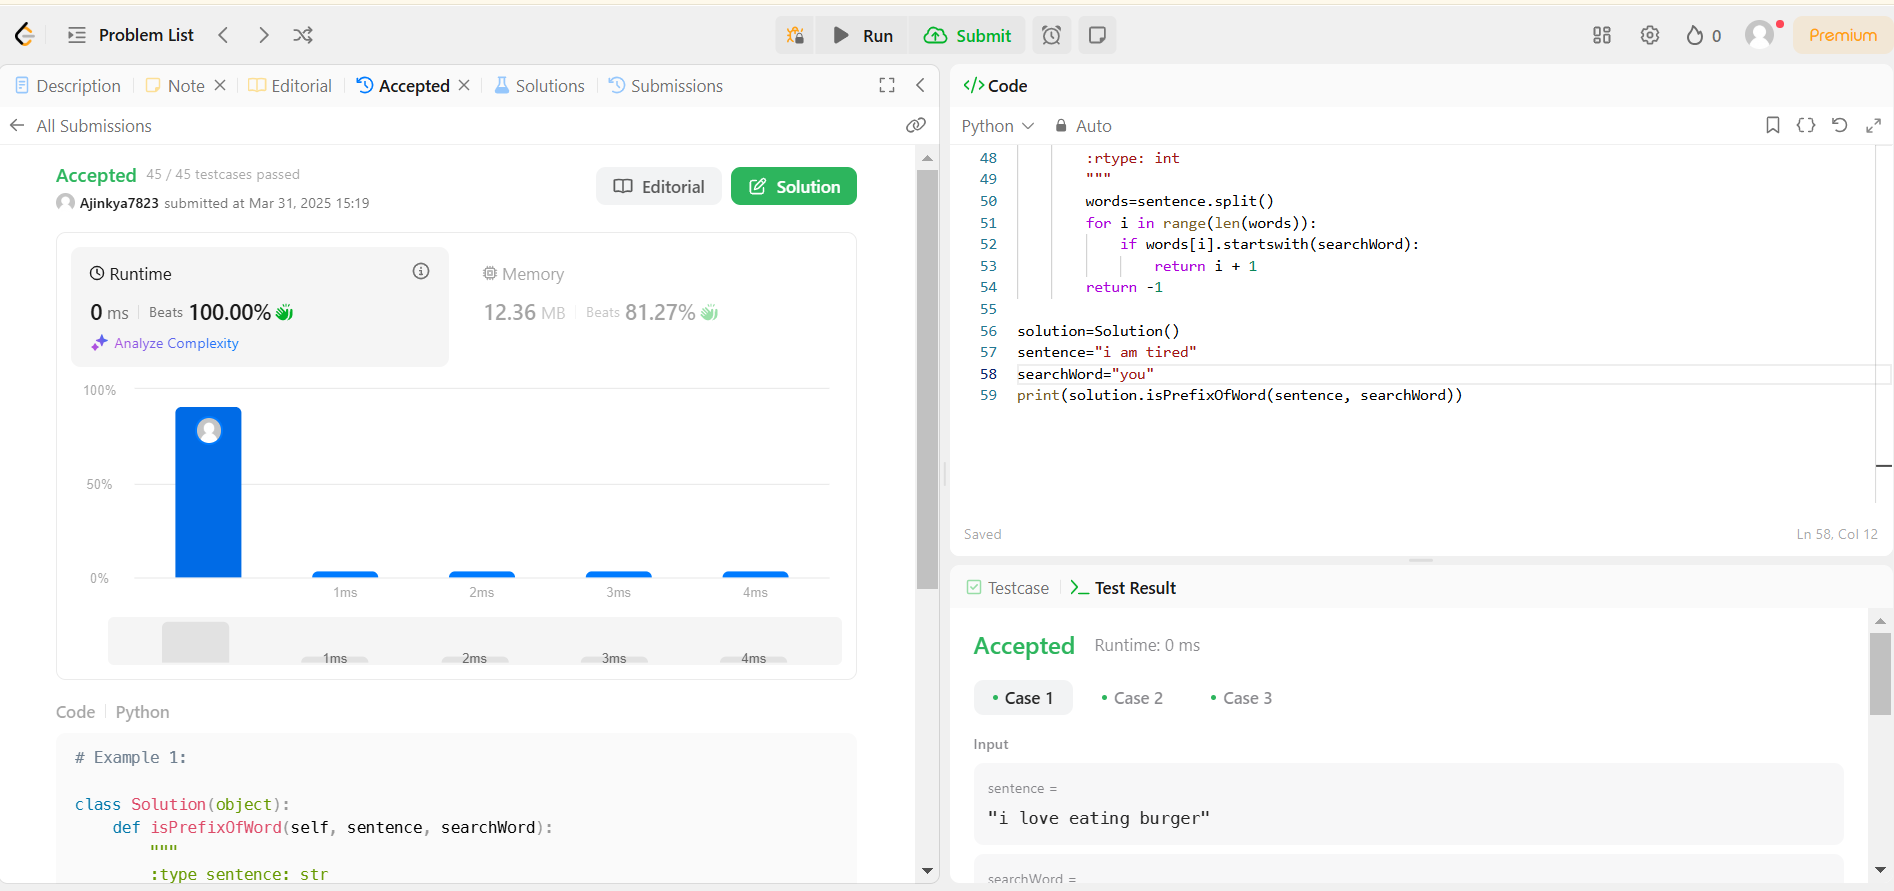 Problem List
Run
Submit
0
Premium
Description
Note
Editorial
Accepted
Solutions
Submissions
All Submissions
Accepted 45 / 45 testcases passed
Ajinkya7823 submitted at Mar 31, 2025 15:19
Editorial
Solution
Runtime
0 ms Beats 100.00%
Analyze Complexity
Memory
12.36 MB Beats 81.27%
100%
50%
0%
1ms 2ms 3ms 4ms
1ms 2ms 3ms 4ms
Code Python
# Example 1:
class Solution(object):
def isPrefixOfWord(self, sentence, searchWord):
"""
:type sentence: str
</> Code
Python Auto
48 :rtype: int
49 """
50 words=sentence.split()
51 for i in range(len(words)):
52 if words[i].startswith(searchWord):
53 return i + 1
54 return -1
55
56 solution=Solution()
57 sentence="i am tired"
58 searchWord="you"
59 print(solution.isPrefixOfWord(sentence, searchWord))
Saved
Ln 58, Col 12
Testcase
Test Result
Accepted Runtime: 0 ms
Case 1
Case 2
Case 3
Input
sentence =
"i love eating burger"
searchWord =